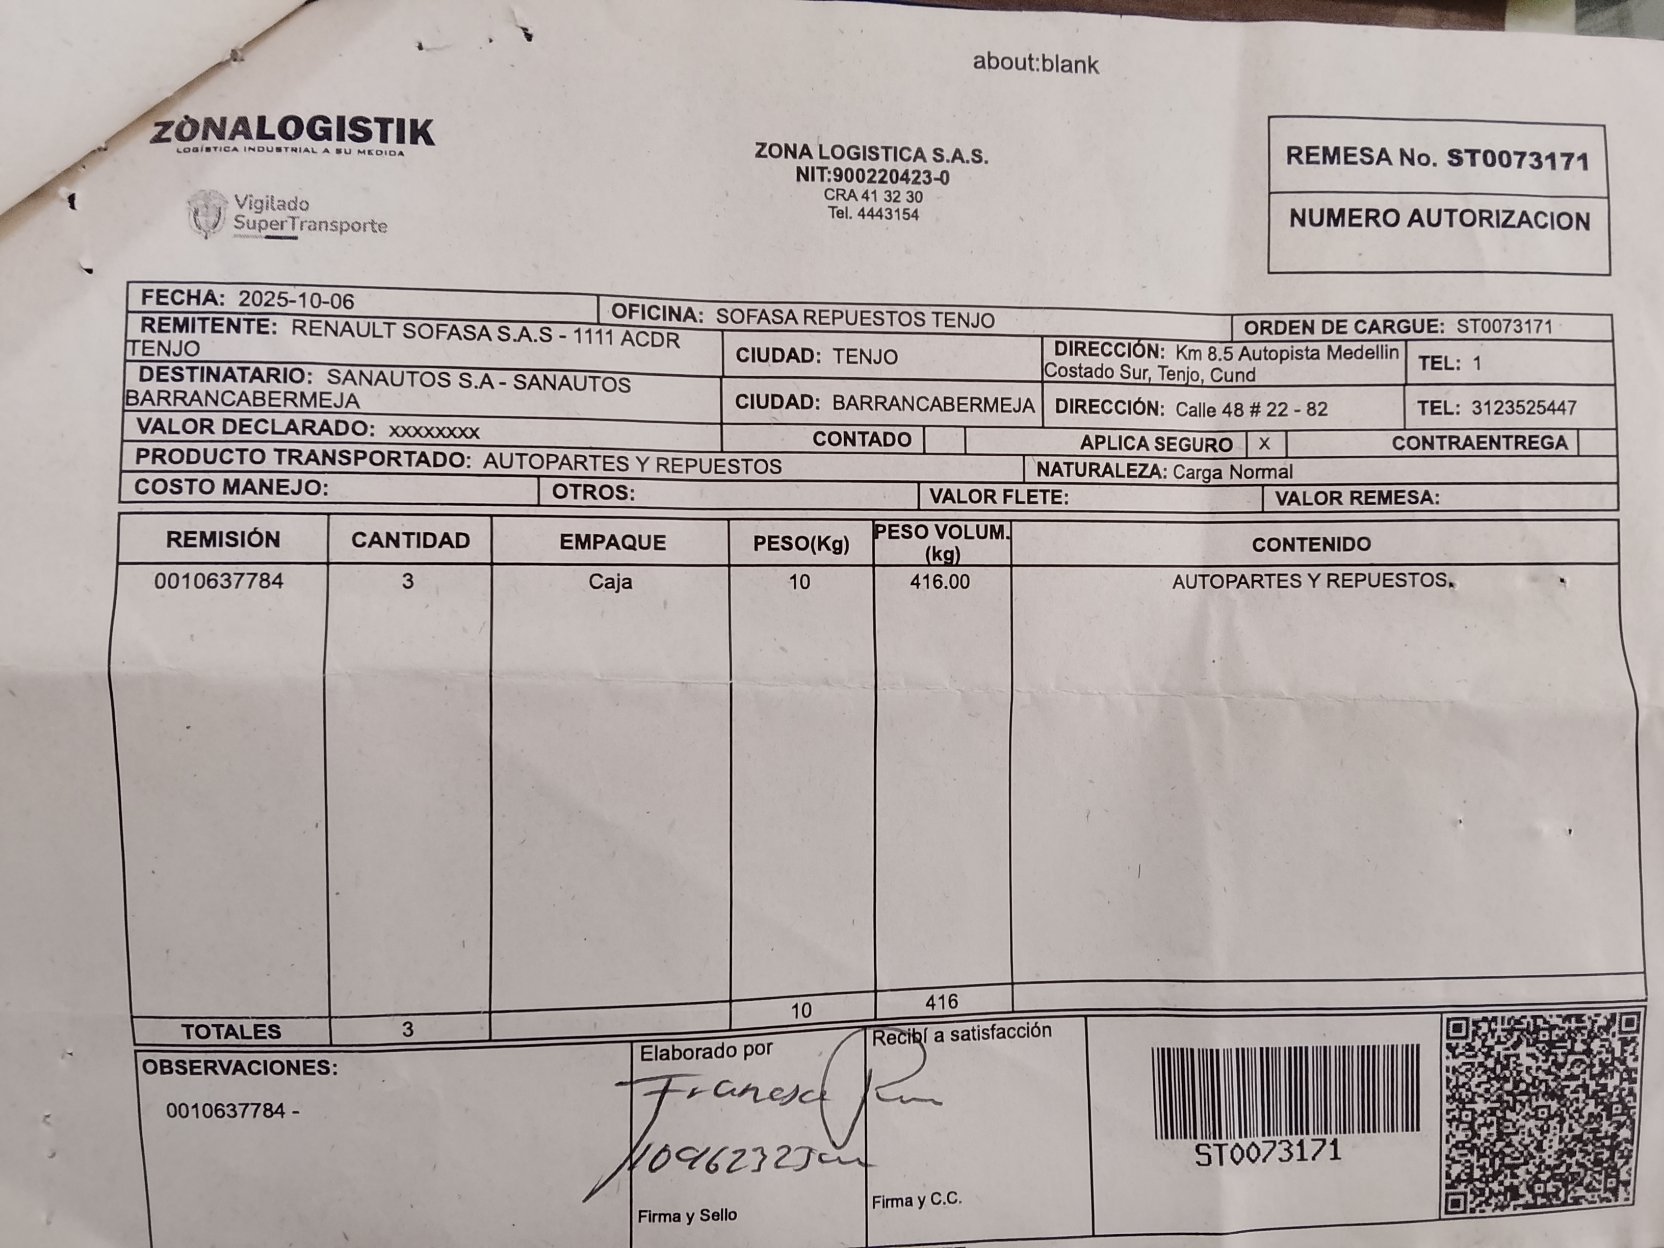 about:blank
ZÒNALOGISTIK
LOGÍSTICA INDUSTRIAL A SU MEDIDA
Vigilado
SuperTransporte
ZONA LOGISTICA S.A.S.
NIT:900220423-0
CRA 41 32 30
Tel. 4443154
REMESA No. ST0073171
NUMERO AUTORIZACION
FECHA: 2025-10-06
OFICINA: SOFASA REPUESTOS TENJO
ORDEN DE CARGUE: ST0073171
REMITENTE: RENAULT SOFASA S.A.S - 1111 ACDR
TENJO
CIUDAD: TENJO
DIRECCIÓN: Km 8.5 Autopista Medellin
Costado Sur, Tenjo, Cund
TEL: 1
DESTINATARIO: SANAUTOS S.A - SANAUTOS
BARRANCABERMEJA
CIUDAD: BARRANCABERMEJA
DIRECCIÓN: Calle 48 # 22 - 82
TEL: 3123525447
VALOR DECLARADO: xxxxxxxx
CONTADO
APLICA SEGURO X
CONTRAENTREGA
PRODUCTO TRANSPORTADO: AUTOPARTES Y REPUESTOS
NATURALEZA: Carga Normal
COSTO MANEJO:
OTROS:
VALOR FLETE:
VALOR REMESA:
REMISIÓN CANTIDAD EMPAQUE PESO(Kg) PESO VOLUM. (kg) CONTENIDO
0010637784 3 Caja 10 416.00 AUTOPARTES Y REPUESTOS.
TOTALES 3 10 416
OBSERVACIONES:
0010637784 -
Elaborado por
Firma y Sello
Recibí a satisfacción
Firma y C.C.
ST0073171